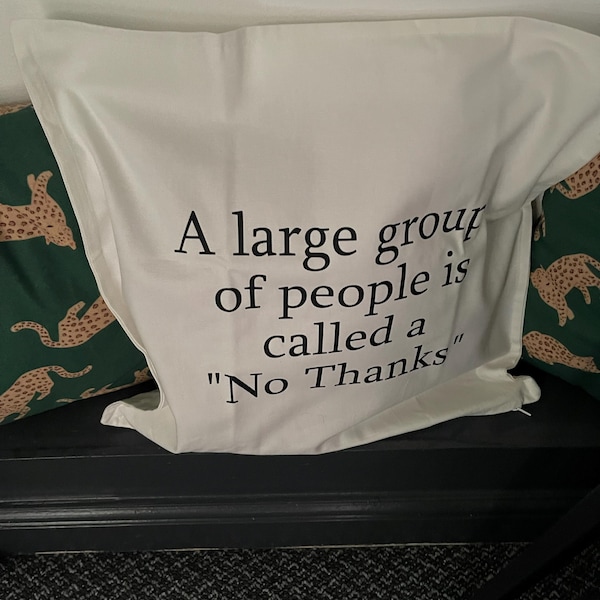 A large group
of people is
called a
"No Thanks"